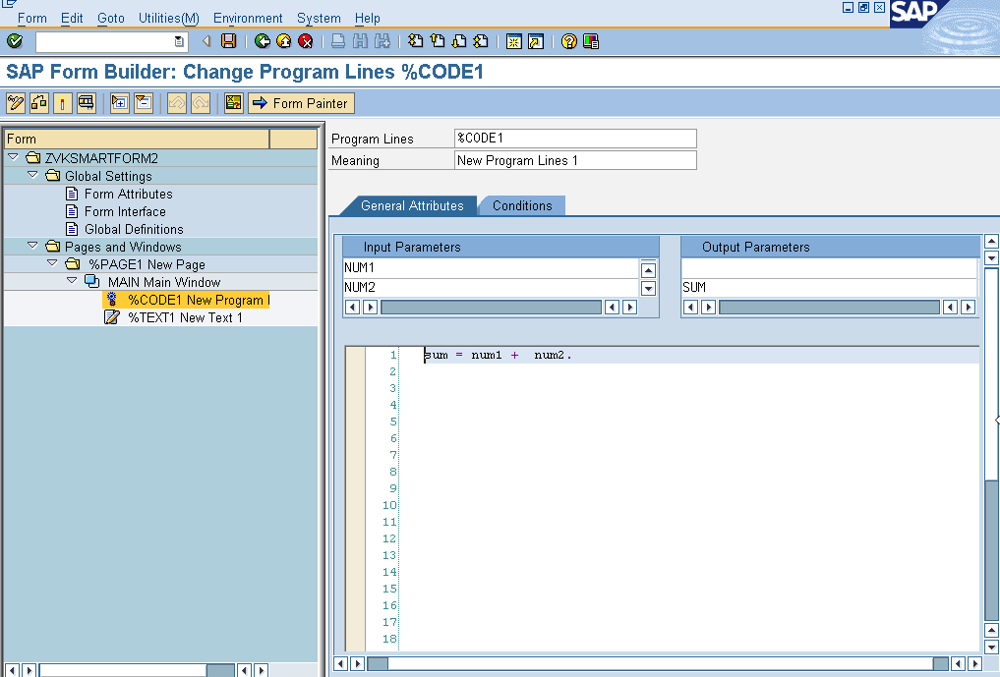 Form Edit Goto Utilities(M) Environment System Help
SAP
SAP Form Builder: Change Program Lines %CODE1
Form Painter
Form
ZVKSMARTFORM2
Global Settings
Form Attributes
Form Interface
Global Definitions
Pages and Windows
%PAGE1 New Page
MAIN Main Window
%CODE1 New Program
%TEXT1 New Text 1
Program Lines %CODE1
Meaning New Program Lines 1
General Attributes Conditions
Input Parameters Output Parameters
NUM1
NUM2 SUM
1 sum = num1 + num2.
2
3
4
5
6
7
8
9
10
11
12
13
14
15
16
17
18